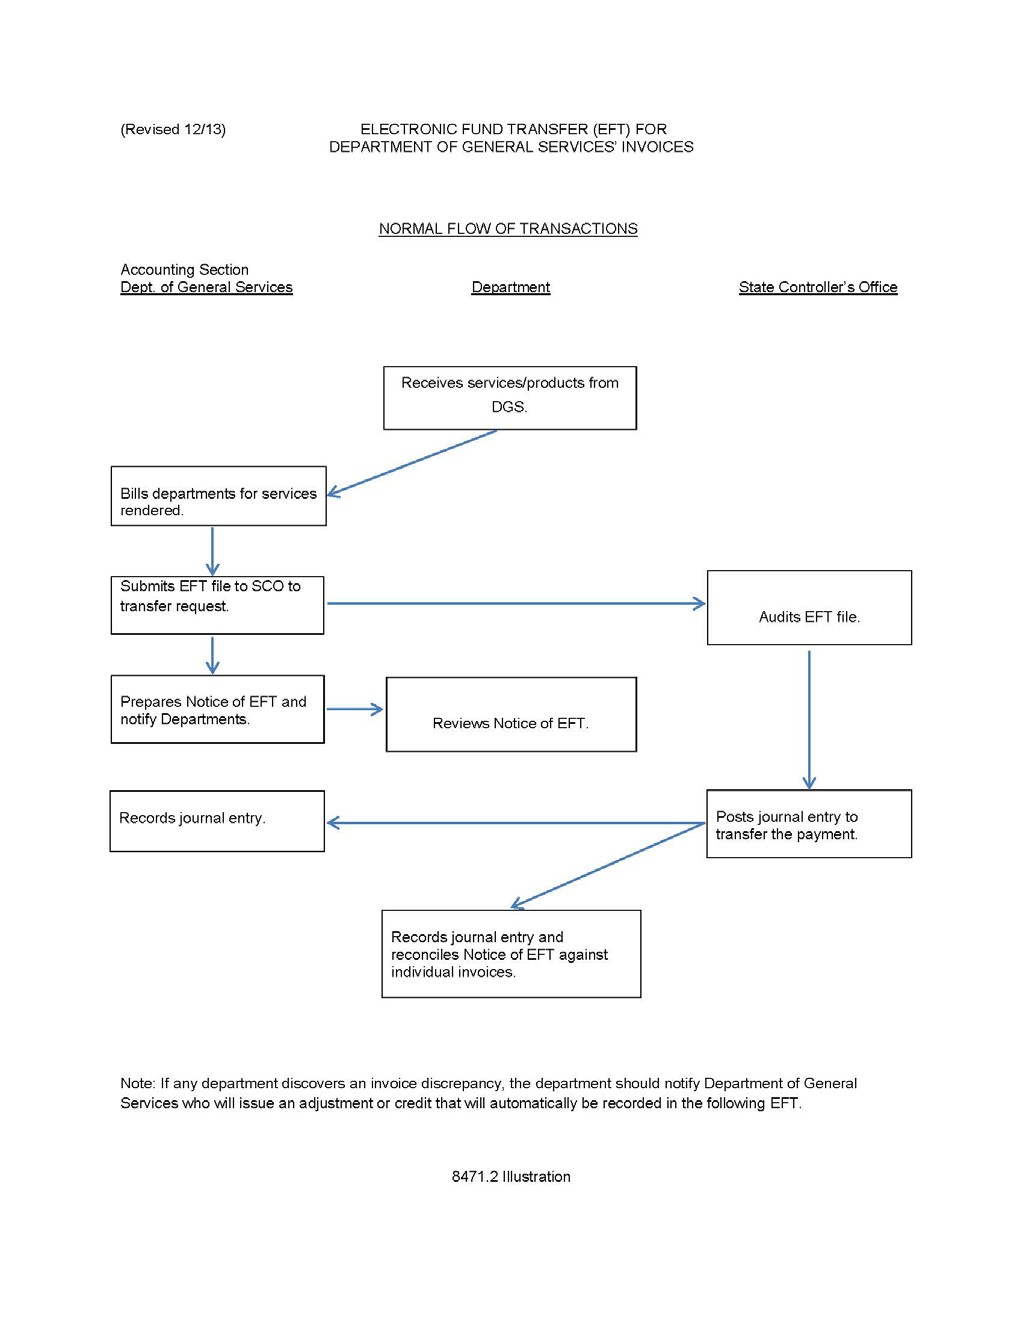 (Revised 12/13)
ELECTRONIC FUND TRANSFER (EFT) FOR
DEPARTMENT OF GENERAL SERVICES' INVOICES
NORMAL FLOW OF TRANSACTIONS
Accounting Section
Dept. of General Services
Department
State Controller's Office
Receives services/products from
DGS.
Bills departments for services
rendered.
Submits EFT file to SCO to
transfer request.
Audits EFT file.
Prepares Notice of EFT and
notify Departments.
Reviews Notice of EFT.
Records journal entry.
Posts journal entry to
transfer the payment.
Records journal entry and
reconciles Notice of EFT against
individual invoices.
Note: If any department discovers an invoice discrepancy, the department should notify Department of General
Services who will issue an adjustment or credit that will automatically be recorded in the following EFT.
8471.2 Illustration